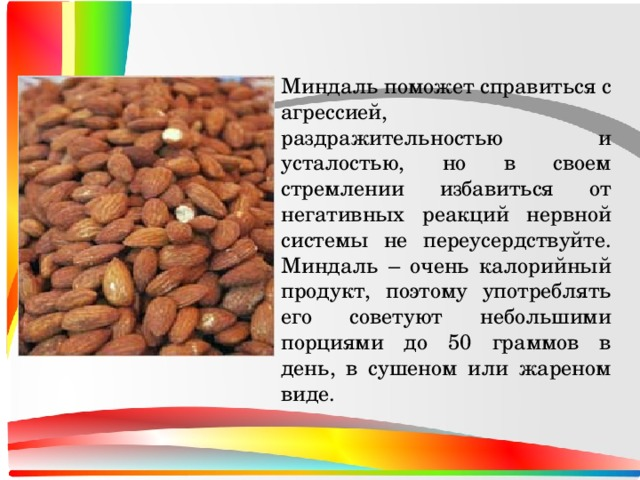 Миндаль поможет справиться с
агрессией,
раздражительностью и
усталостью, но в своем
стремлении избавиться от
негативных реакций нервной
системы не переусердствуйте.
Миндаль – очень калорийный
продукт, поэтому употреблять
его советуют небольшими
порциями до 50 граммов в
день, в сушеном или жареном
виде.